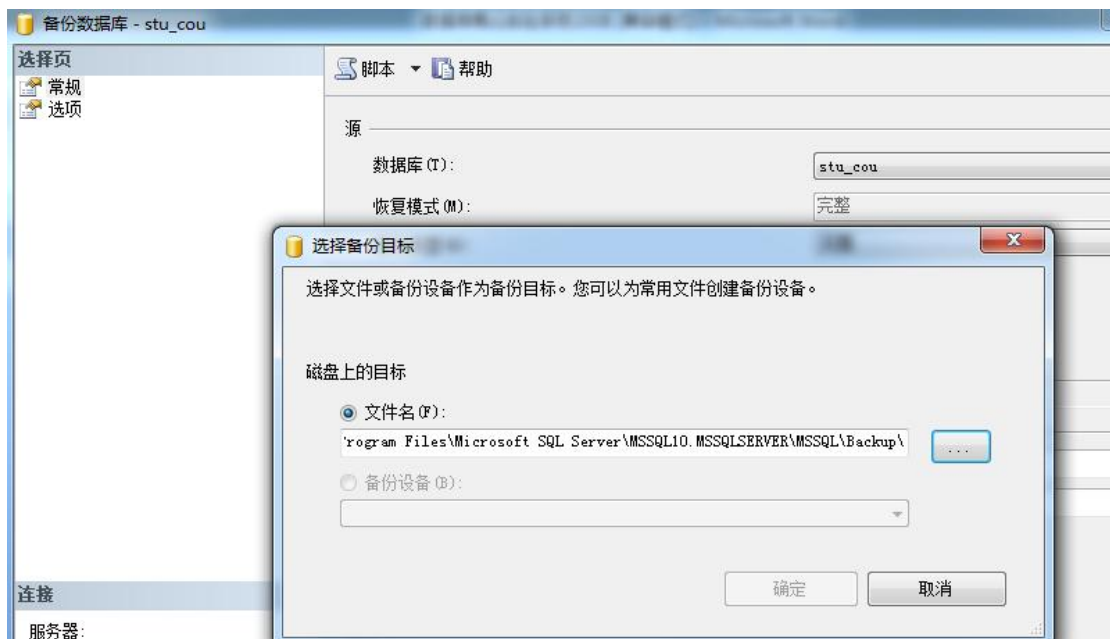 备份数据库 - stu_cou
选择页
常规
选项
脚本 帮助
源
数据库(T): stu_cou
恢复模式(M): 完整
选择备份目标
选择文件或备份设备作为备份目标。您可以为常用文件创建备份设备。
磁盘上的目标
文件名(F):
rogram Files\Microsoft SQL Server\MSSQL10.MSSQLSERVER\MSSQL\Backup\
...
备份设备(B):
确定 取消
连接
服务器: